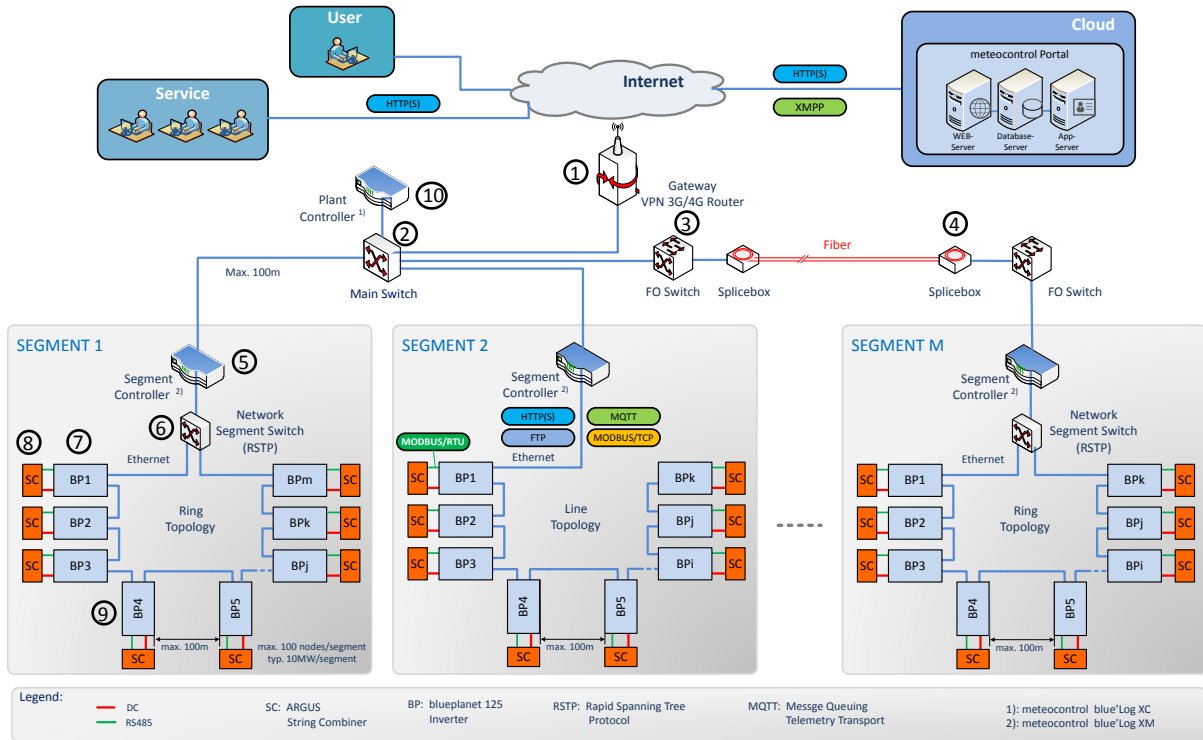 User
Cloud
meteocontrol Portal
WEB-
Server
Database-
Server
App-
Server
Internet
HTTP(S)
XMPP
Service
HTTP(S)
1
Gateway
VPN 3G/4G Router
Plant
Controller 1)
10
2
Main Switch
Max. 100m
3
FO Switch
Splicebox
Fiber
4
Splicebox
FO Switch
SEGMENT 1
5
Segment
Controller 2)
6
Network
Segment Switch
(RSTP)
Ethernet
8
7
SC
BP1
BPm
SC
SC
BP2
Ring
Topology
BPk
SC
SC
BP3
BPj
SC
9
BP4
BP5
max. 100m
max. 100 nodes/segment
typ. 10MW/segment
SC
SC
SEGMENT 2
Segment
Controller 2)
HTTP(S)
MQTT
FTP
MODBUS/TCP
MODBUS/RTU
Ethernet
SC
BP1
BPk
SC
SC
BP2
Line
Topology
BPj
SC
SC
BP3
BPi
SC
BP4
BP5
max. 100m
SC
SC
SEGMENT M
Segment
Controller 2)
Network
Segment Switch
(RSTP)
Ethernet
SC
BP1
BPk
SC
SC
BP2
Ring
Topology
BPj
SC
SC
BP3
BPi
SC
BP4
BP5
max. 100m
SC
SC
Legend:
DC
RS485
SC: ARGUS
String Combiner
BP: blueplanet 125
Inverter
RSTP: Rapid Spanning Tree
Protocol
MQTT: Messge Queuing
Telemetry Transport
1): meteocontrol blue'Log XC
2): meteocontrol blue'Log XM